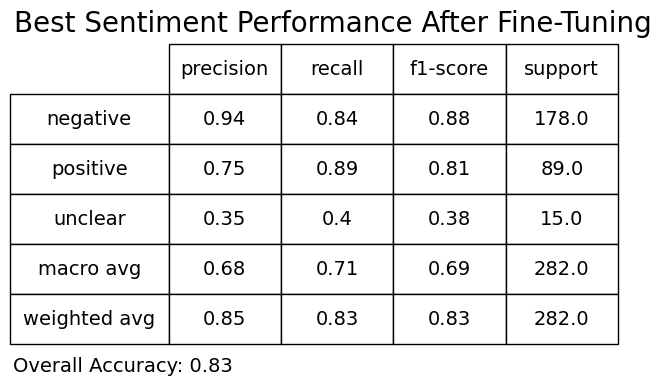 Best Sentiment Performance After Fine-Tuning
precision recall f1-score support
negative 0.94 0.84 0.88 178.0
positive 0.75 0.89 0.81 89.0
unclear 0.35 0.4 0.38 15.0
macro avg 0.68 0.71 0.69 282.0
weighted avg 0.85 0.83 0.83 282.0
Overall Accuracy: 0.83